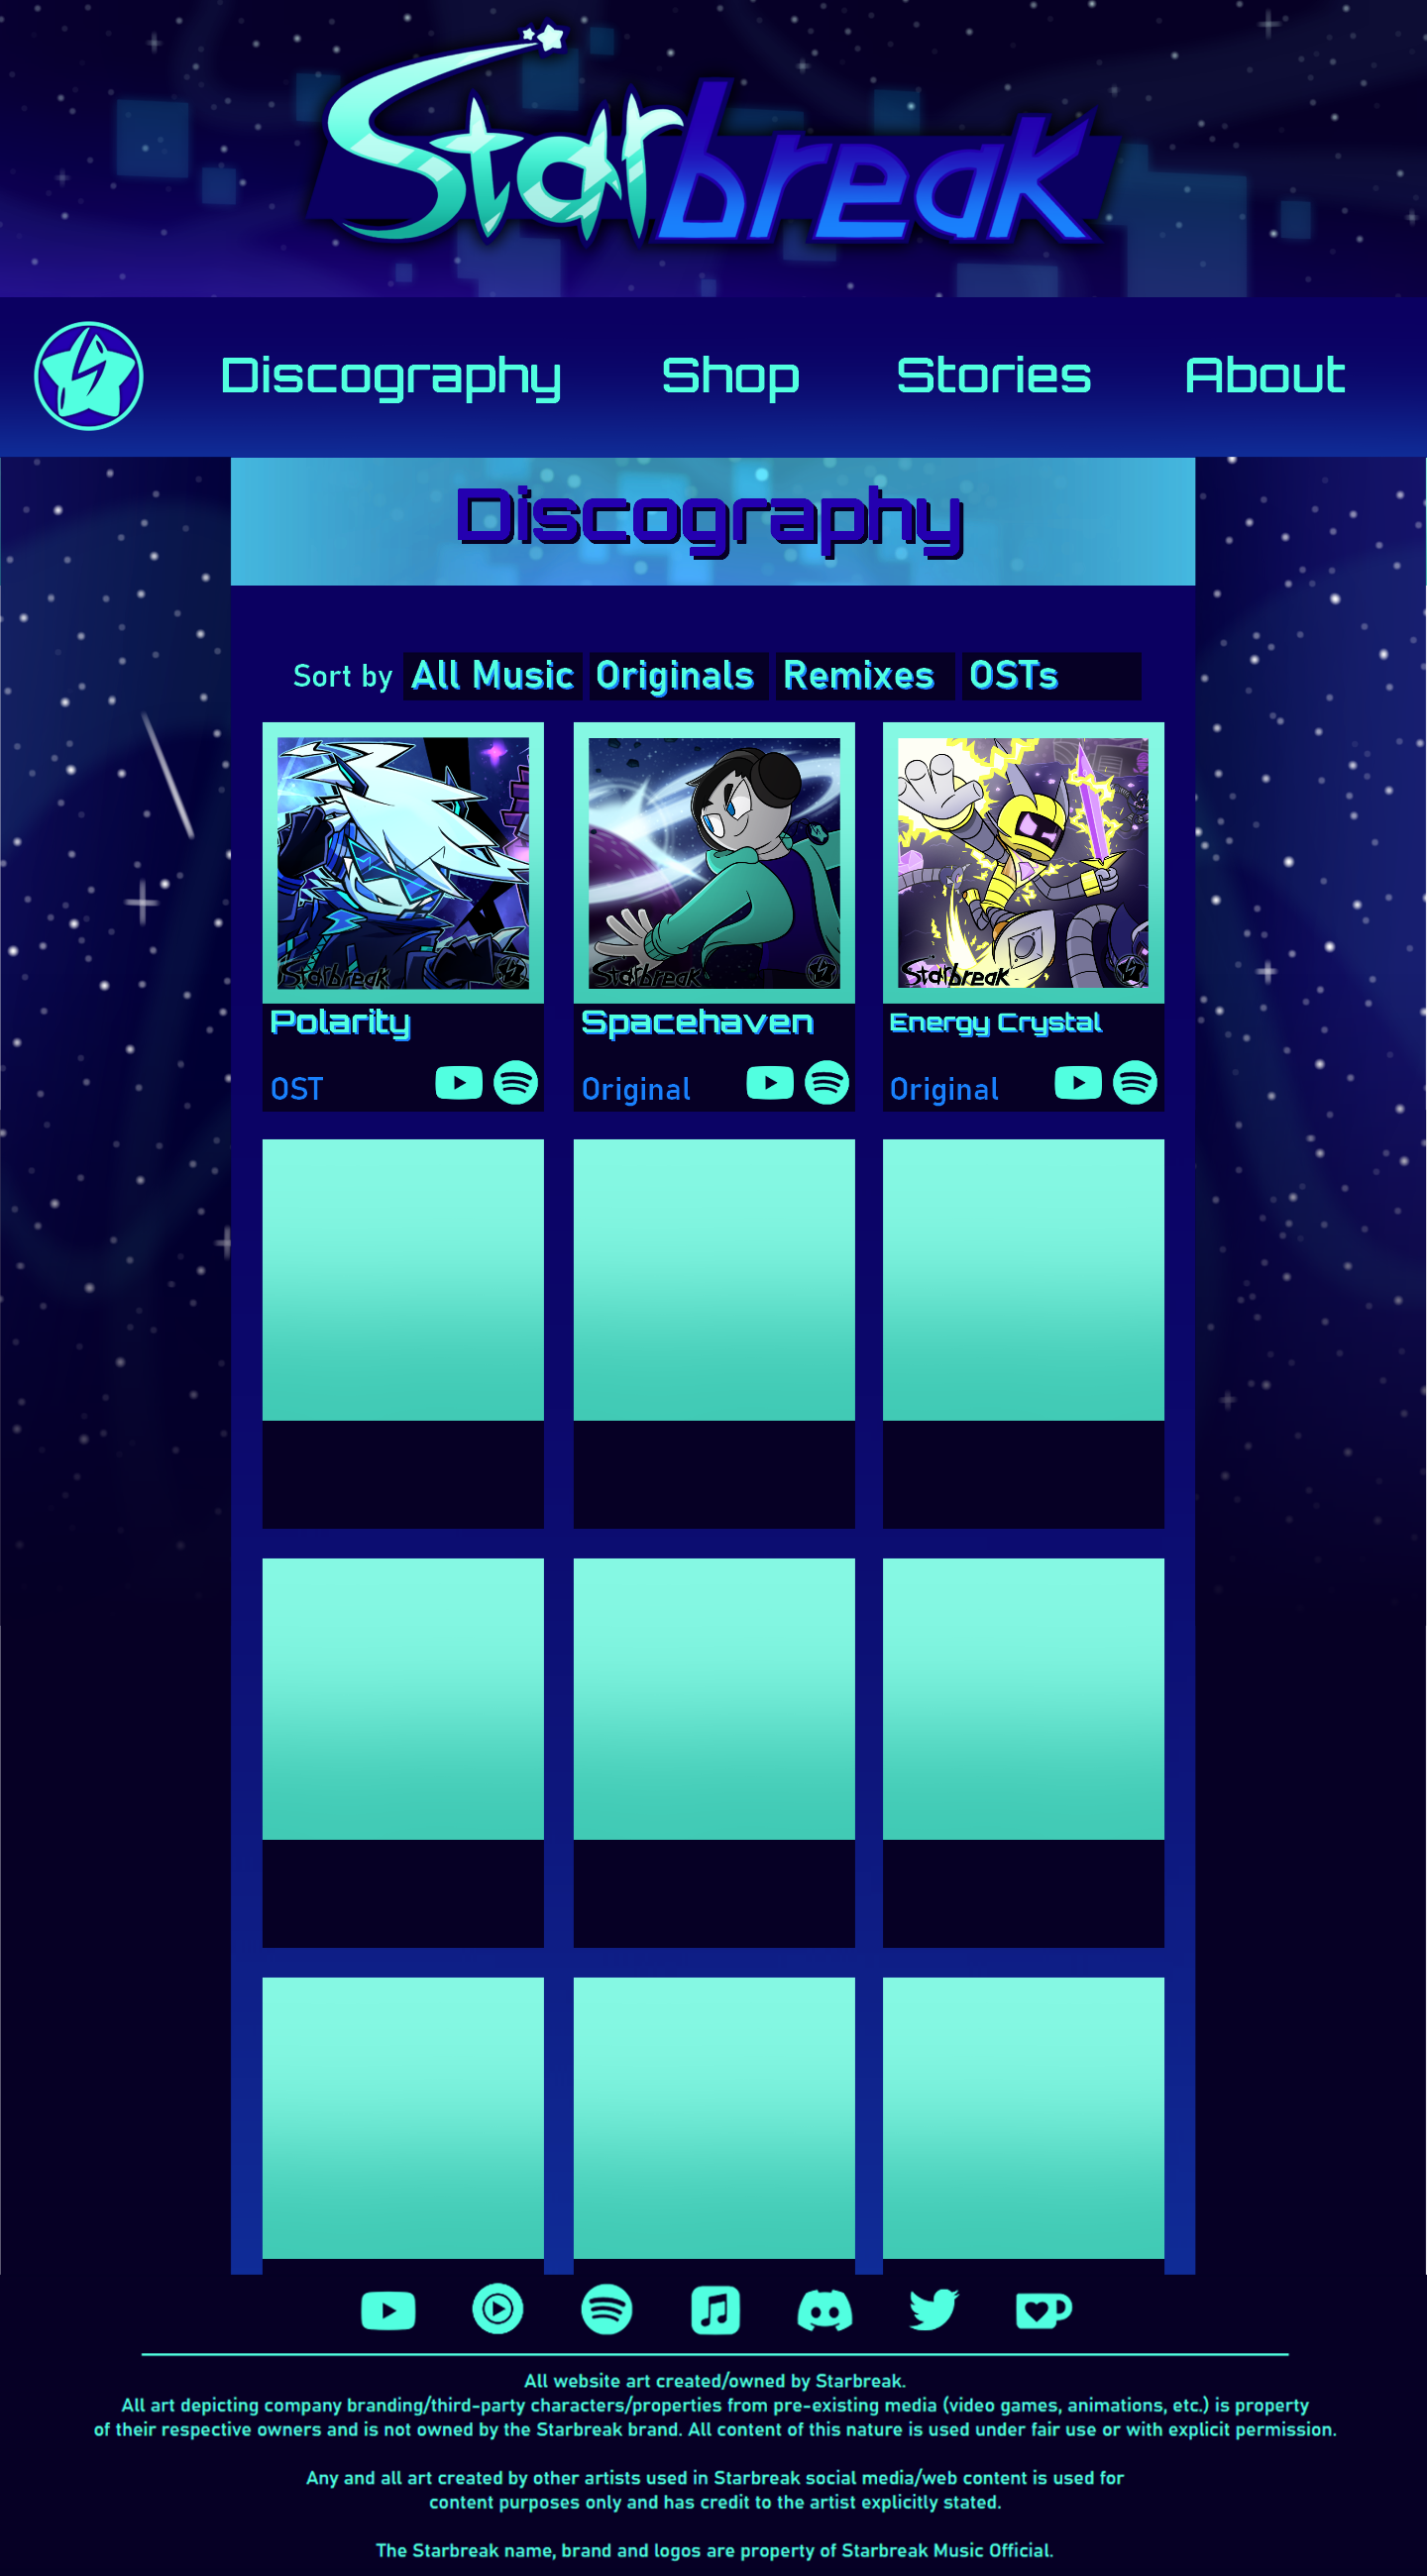 Starbreak
Discography Shop Stories About
Discography
Sort by All Music Originals Remixes OSTs
Starbreak Starbreak Starbreak
Polarity Spacehaven Energy Crystal
OST Original Original
All website art created/owned by Starbreak.
All art depicting company branding/third-party characters/properties from pre-existing media (video games, animations, etc.) is property
of their respective owners and is not owned by the Starbreak brand. All content of this nature is used under fair use or with explicit permission.
Any and all art created by other artists used in Starbreak social media/web content is used for
content purposes only and has credit to the artist explicitly stated.
The Starbreak name, brand and logos are property of Starbreak Music Official.